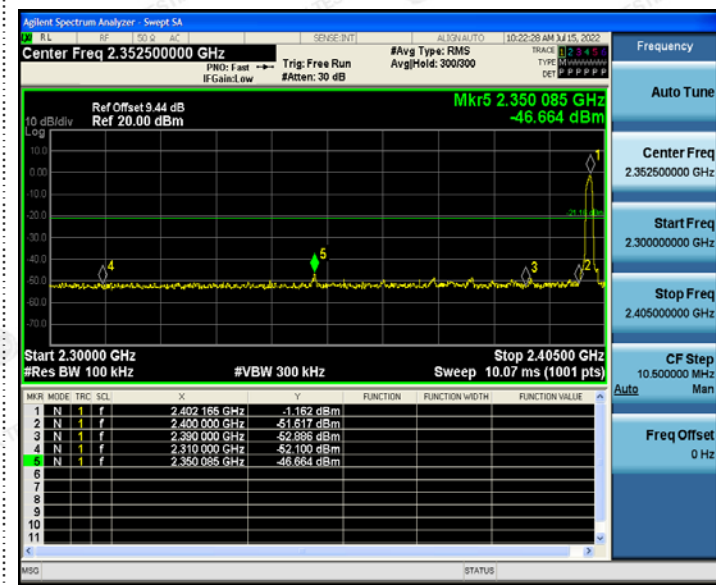 Agilent Spectrum Analyzer - Swept SA
RL RF 50 Ω AC SENSE:INT ALIGN AUTO 10:22:28 AM Jul 15, 2022
Center Freq 2.352500000 GHz
PNO: Fast Trig: Free Run
IFGain:Low #Atten: 30 dB
#Avg Type: RMS
Avg|Hold: 300/300
TRACE 1 2 3 4 5 6
TYPE M
DET P P P P P P
Frequency
Auto Tune
Center Freq
2.352500000 GHz
Start Freq
2.300000000 GHz
Stop Freq
2.405000000 GHz
CF Step
10.500000 MHz
Auto Man
Freq Offset
0 Hz
Mkr5 2.350 085 GHz
-46.664 dBm
Ref Offset 9.44 dB
10 dB/div Ref 20.00 dBm
Log
10.0
0.00
-10.0
-20.0
-30.0
-40.0
-50.0
-60.0
-70.0
1
5
4
3
2
Start 2.30000 GHz Stop 2.40500 GHz
#Res BW 100 kHz #VBW 300 kHz Sweep 10.07 ms (1001 pts)
MKR MODE TRC SCL X Y FUNCTION FUNCTION WIDTH FUNCTION VALUE
1 N 1 f 2.402 165 GHz -1.162 dBm
2 N 1 f 2.400 000 GHz -51.617 dBm
3 N 1 f 2.390 000 GHz -52.886 dBm
4 N 1 f 2.310 000 GHz -52.100 dBm
5 N 1 f 2.350 085 GHz -46.664 dBm
6
7
8
9
10
11
MSG STATUS